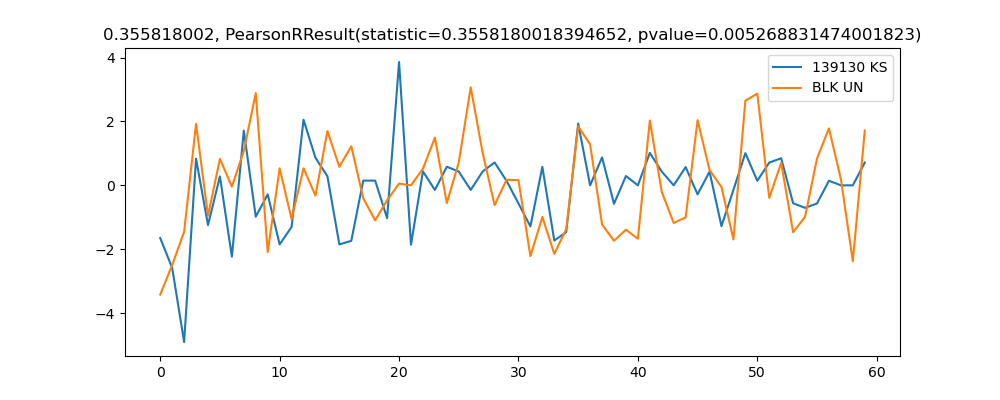 0.355818002, PearsonRResult(statistic=0.3558180018394652, pvalue=0.005268831474001823)
139130 KS
BLK UN
4
2
0
−2
−4
0 10 20 30 40 50 60